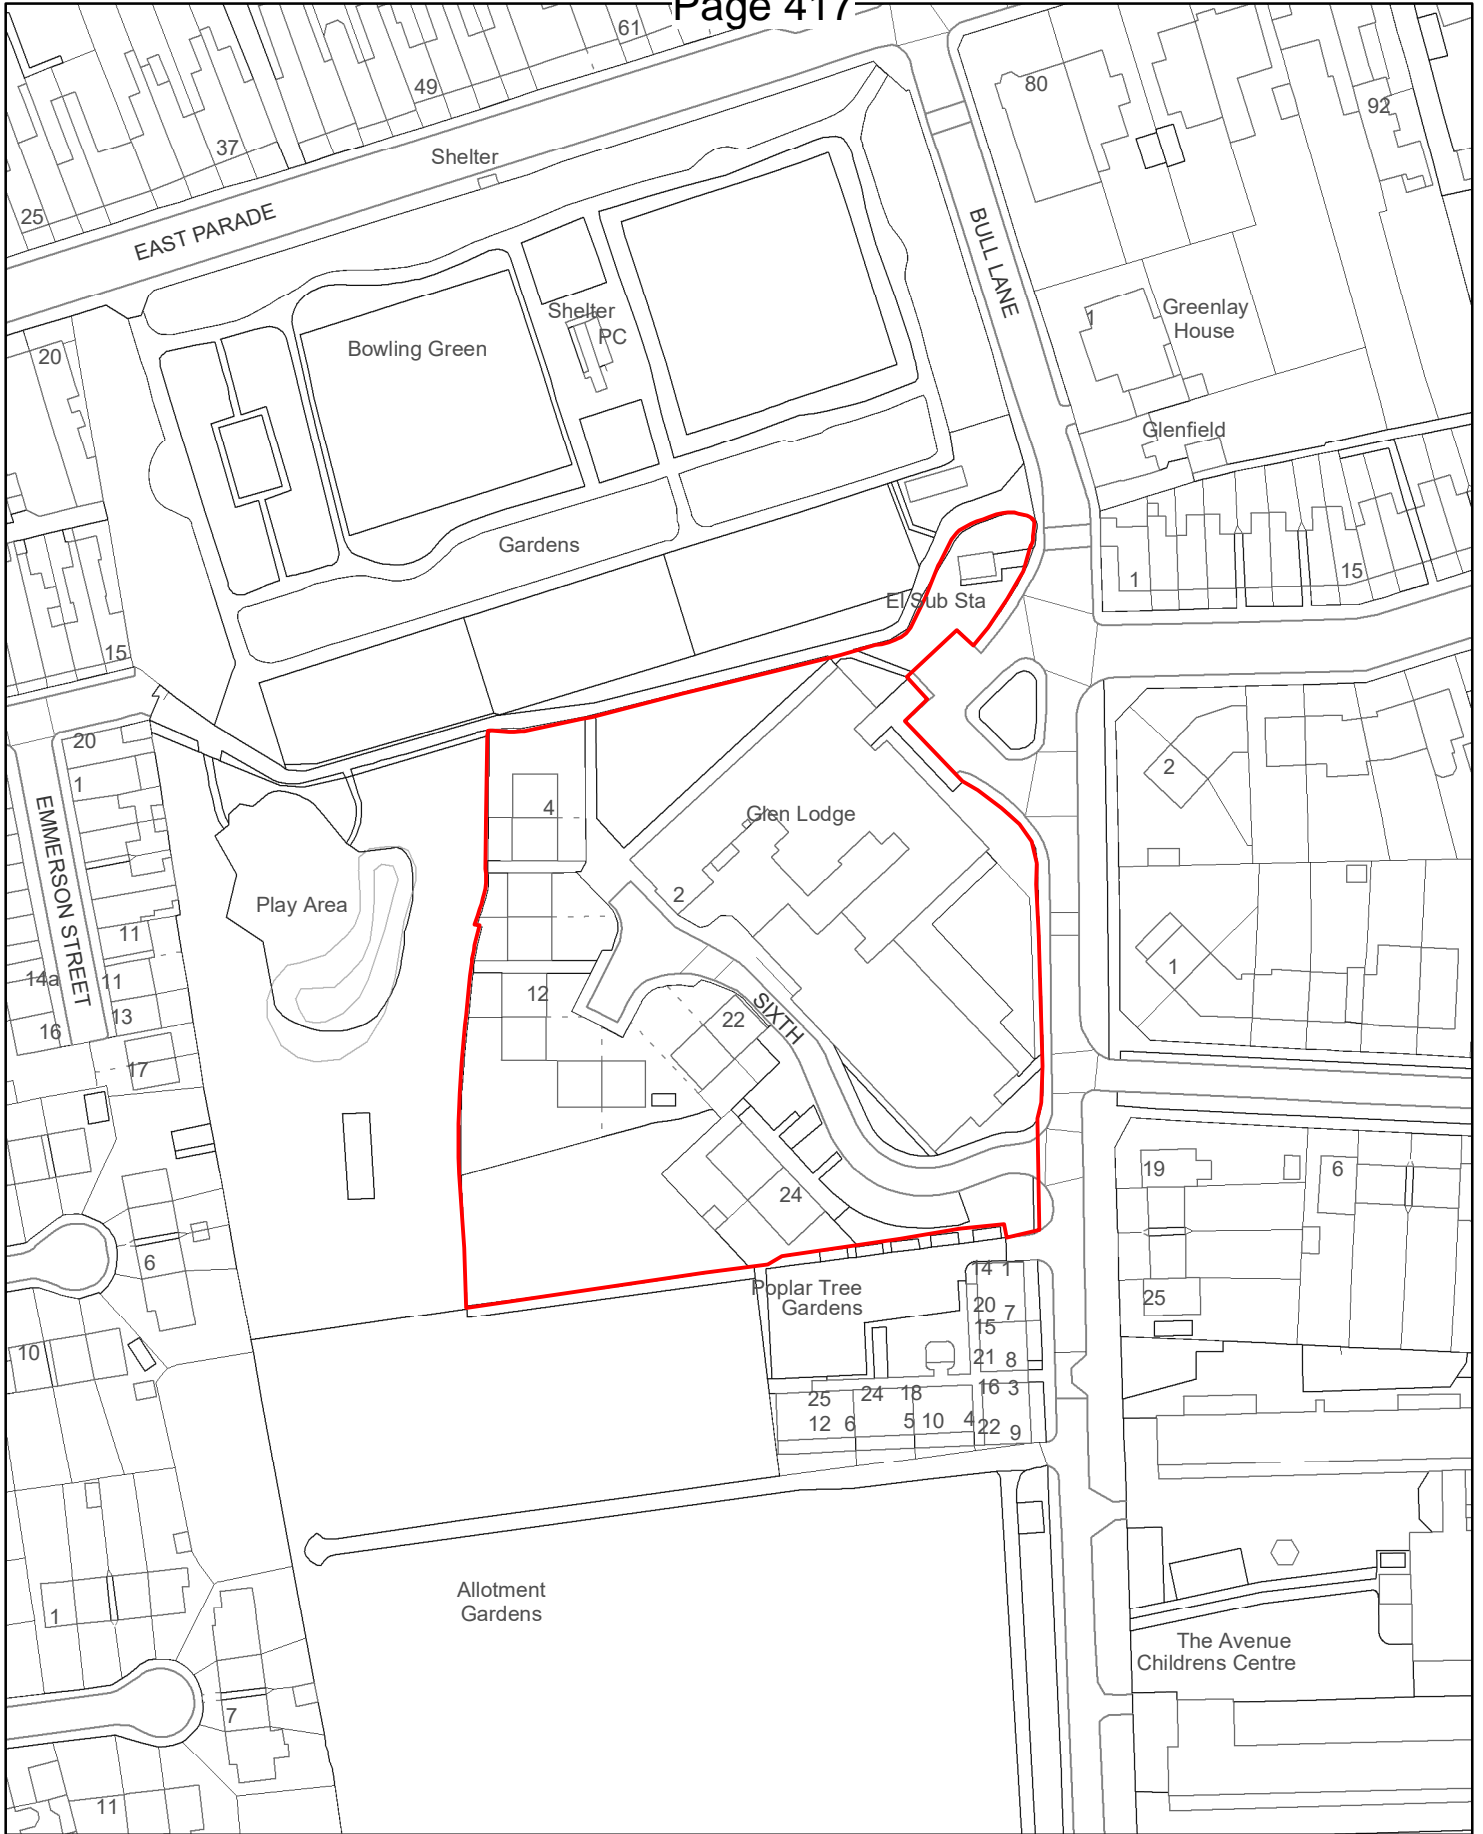 Page 417
61
49
80
92
37
Shelter
25
EAST PARADE
BULL LANE
Shelter
PC
1
Greenlay
House
Bowling Green
20
Glenfield
Gardens
15
1
El Sub Sta
15
20
2
1
4
Glen Lodge
EMMERSON STREET
Play Area
2
11
1
14a
11
12
13
22
SIXTH
16
17
19
6
24
6
14 1
Poplar Tree
Gardens
20
7
25
15
10
21
8
16 3
25
24
18
12
6
5
10
4
22
9
Allotment
Gardens
1
The Avenue
Childrens Centre
7
11